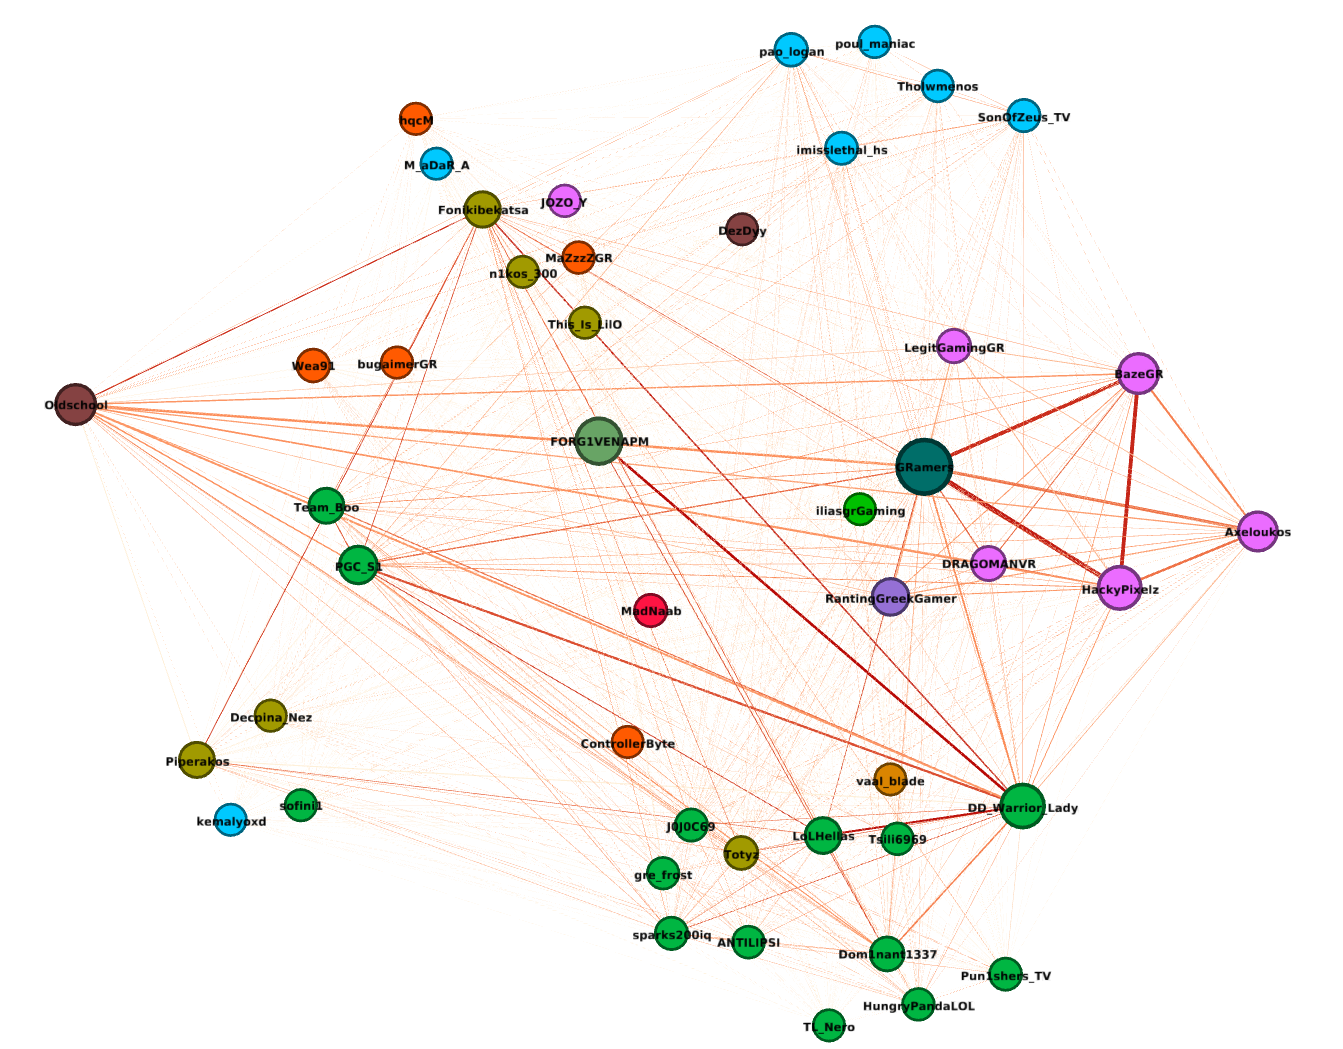 poul_maniac
pao_logan
Tholwmenos
SonOfZeus_TV
hqcM
imisslethal_hs
M_aDaR_A
JOZO_Y
Fonikibekatsa
DezDyy
MaZzzZGR
n1kos_300
This_Is_LilO
LegitGamingGR
Wea91
bugaimerGR
BazeGR
Oldschool
FORG1VENAPM
GRamers
Team_Boo
iliasgrGaming
Axeloukos
PGC_S1
DRAGOMANVR
HackyPixelz
RantingGreekGamer
MadNaab
Decpina_Nez
ControllerByte
Piperakos
vaal_blade
sofini1
DD_Warrior_Lady
kemalyoxd
J0J0C69
LoLHellas
Tsili6969
Totyz
gre_frost
sparks200iq
ANTILIPSI
Dom1nant1337
Pun1shers_TV
HungryPandaLOL
TL_Nero